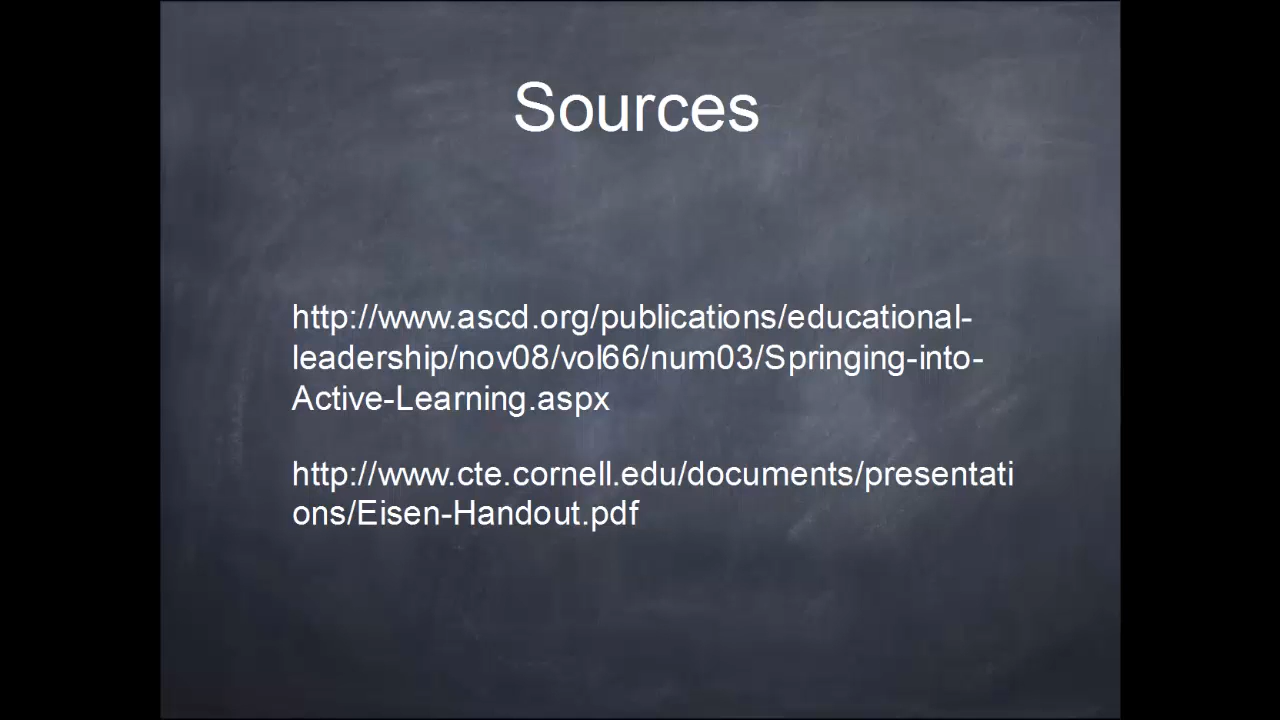 Sources
http://www.ascd.org/publications/educational-
leadership/nov08/vol66/num03/Springing-into-
Active-Learning.aspx
http://www.cte.cornell.edu/documents/presentati
ons/Eisen-Handout.pdf